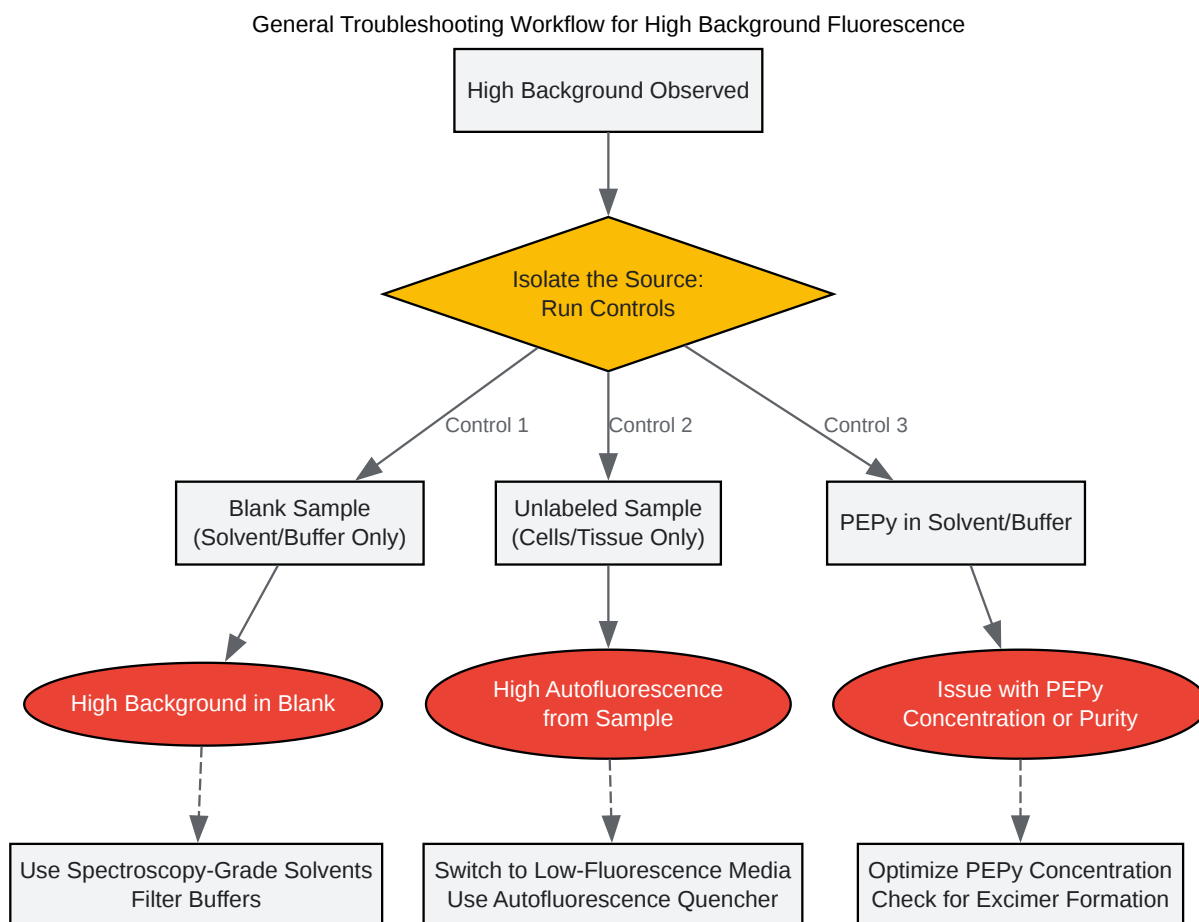 General Troubleshooting Workflow for High Background Fluorescence
High Background Observed
Isolate the Source:
Run Controls
Control 1
Control 2
Control 3
Blank Sample
(Solvent/Buffer Only)
Unlabeled Sample
(Cells/Tissue Only)
PEPy in Solvent/Buffer
High Background in Blank
High Autofluorescence
from Sample
Issue with PEPy
Concentration or Purity
Use Spectroscopy-Grade Solvents
Filter Buffers
Switch to Low-Fluorescence Media
Use Autofluorescence Quencher
Optimize PEPy Concentration
Check for Excimer Formation